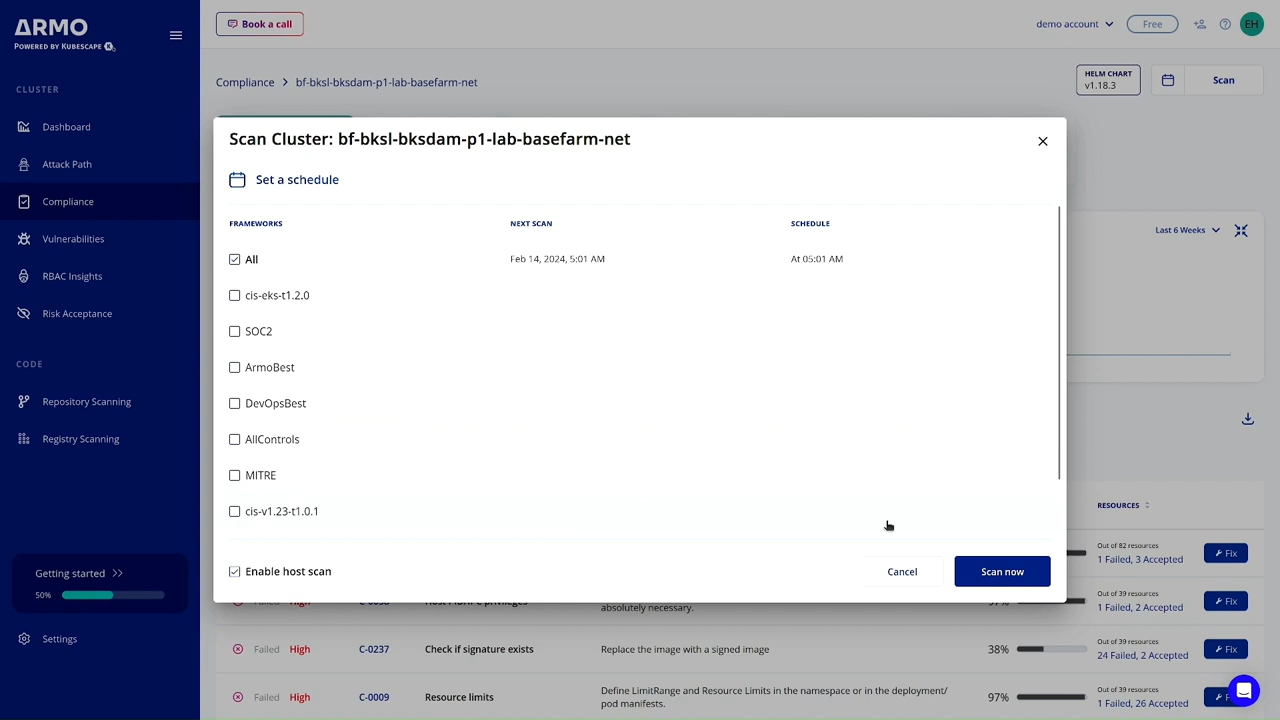 ARMO
POWERED BY KUBESCAPE
Book a call
demo account
Free
EH
CLUSTER
Dashboard
Attack Path
Compliance
Vulnerabilities
RBAC Insights
Risk Acceptance
CODE
Repository Scanning
Registry Scanning
Getting started >>
50%
Settings
Compliance > bf-bksl-bksdam-p1-lab-basefarm-net
HELM CHART
v1.18.3
Scan
Scan Cluster: bf-bksl-bksdam-p1-lab-basefarm-net
Set a schedule
FRAMEWORKS NEXT SCAN SCHEDULE
All Feb 14, 2024, 5:01 AM At 05:01 AM
cis-eks-t1.2.0
SOC2
ArmoBest
DevOpsBest
AllControls
MITRE
cis-v1.23-t1.0.1
Enable host scan
Cancel
Scan now
Last 6 Weeks
RESOURCES
Out of 82 resources
1 Failed, 3 Accepted
Fix
absolutely necessary.
97%
Out of 39 resources
1 Failed, 2 Accepted
Fix
Failed High C-0237 Check if signature exists Replace the image with a signed image 38%
Out of 39 resources
24 Failed, 2 Accepted
Fix
Failed High C-0009 Resource limits Define LimitRange and Resource Limits in the namespace or in the deployment/
pod manifests.
97%
Out of 39 resources
1 Failed, 26 Accepted